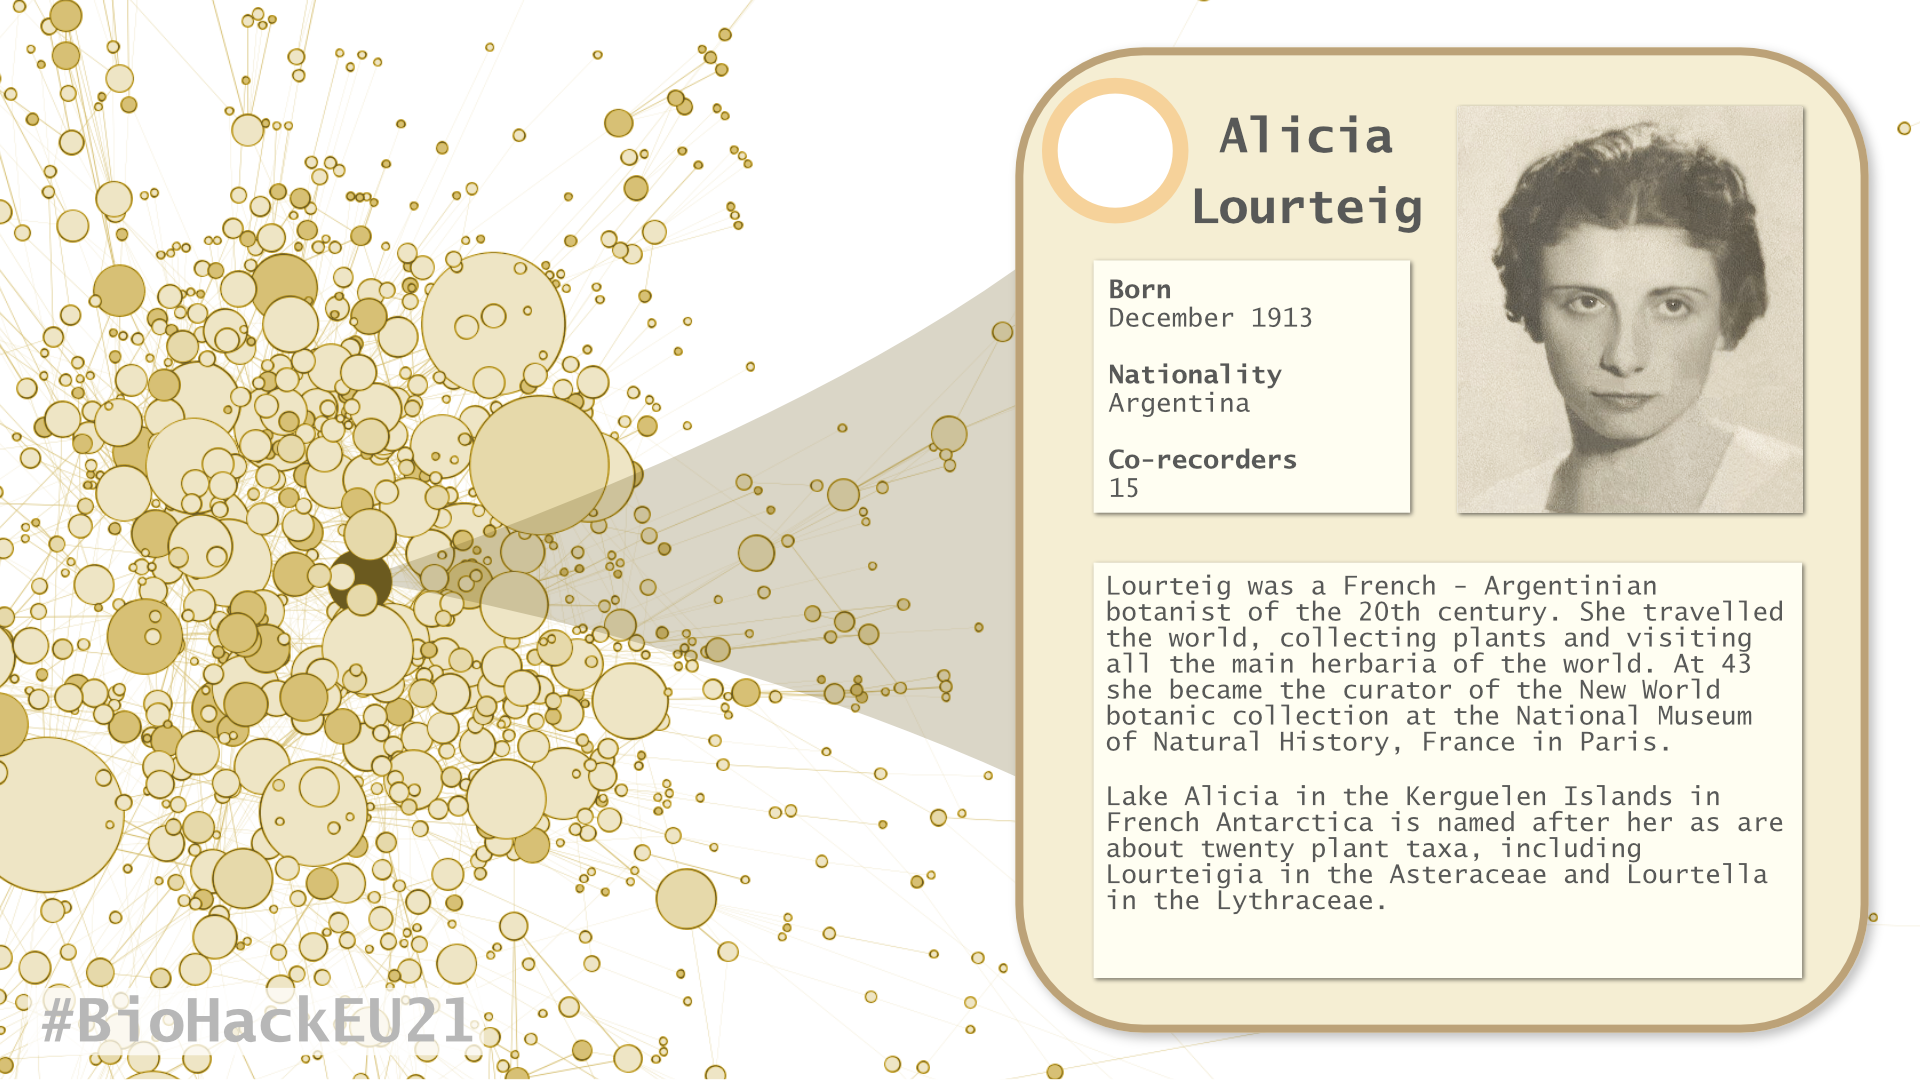 Alicia
Lourteig
Born
December 1913
Nationality
Argentina
Co-recorders
15
Lourteig was a French - Argentinian
botanist of the 20th century. She travelled
the world, collecting plants and visiting
all the main herbaria of the world. At 43
she became the curator of the New World
botanic collection at the National Museum
of Natural History, France in Paris.
Lake Alicia in the Kerguelen Islands in
French Antarctica is named after her as are
about twenty plant taxa, including
Lourteigia in the Asteraceae and Lourtella
in the Lythraceae.
#BioHackEU21